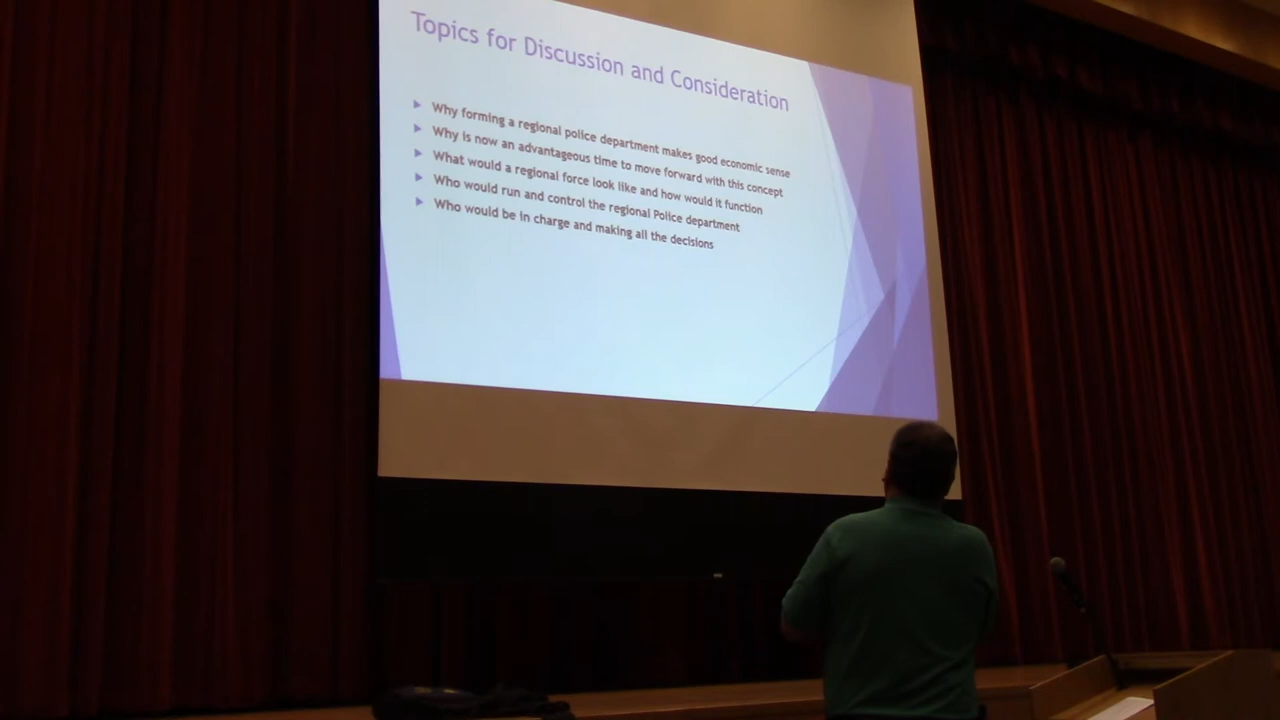 Topics for Discussion and Consideration
Why forming a regional police department makes good economic sense
Why is now an advantageous time to move forward with this concept
What would a regional force look like and how would it function
Who would run and control the regional Police department
Who would be in charge and making all the decisions